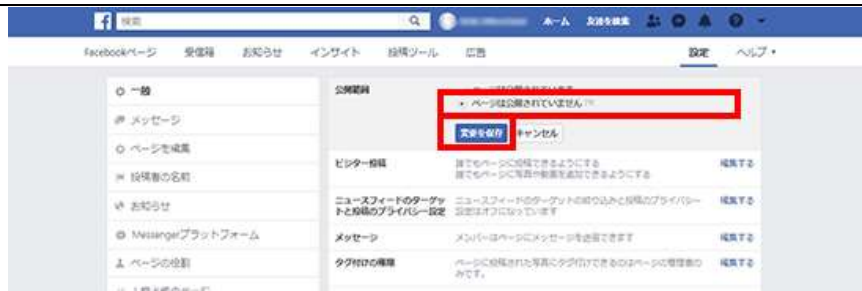 検索
ホーム 友達を検索
Facebookページ 受信箱 お知らせ インサイト 投稿ツール 広告 設定 ヘルプ
一般
公開範囲
ページは公開されています
ページは公開されていません
メッセージ
変更を保存 キャンセル
ページを編集
ビジター投稿
誰でもページに投稿できるようにする
誰でもページに写真や動画を追加できるようにする
編集する
投稿者の名前
お知らせ
ニュースフィードのターゲットと投稿のプライバシー設定
ニュースフィードのターゲットの絞り込みと投稿のプライバシー設定はオフになっています
編集する
Messengerプラットフォーム
メッセージ
メンバーはページにメッセージを送信できます
編集する
ページの役割
タグ付けの権限
ページに投稿された写真にタグ付けできるのはページの管理者のみです。
編集する